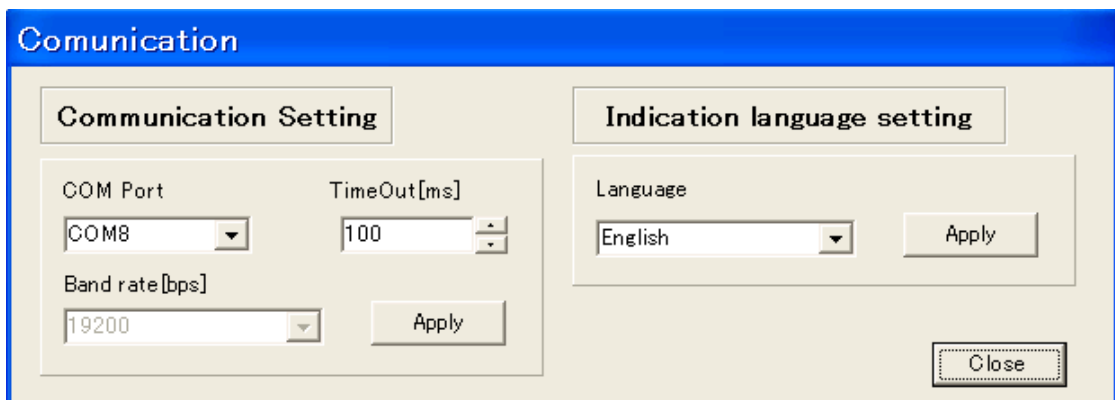 Comunication
Communication Setting
COM Port
TimeOut[ms]
COM8
100
Band rate[bps]
19200
Apply
Indication language setting
Language
English
Apply
Close